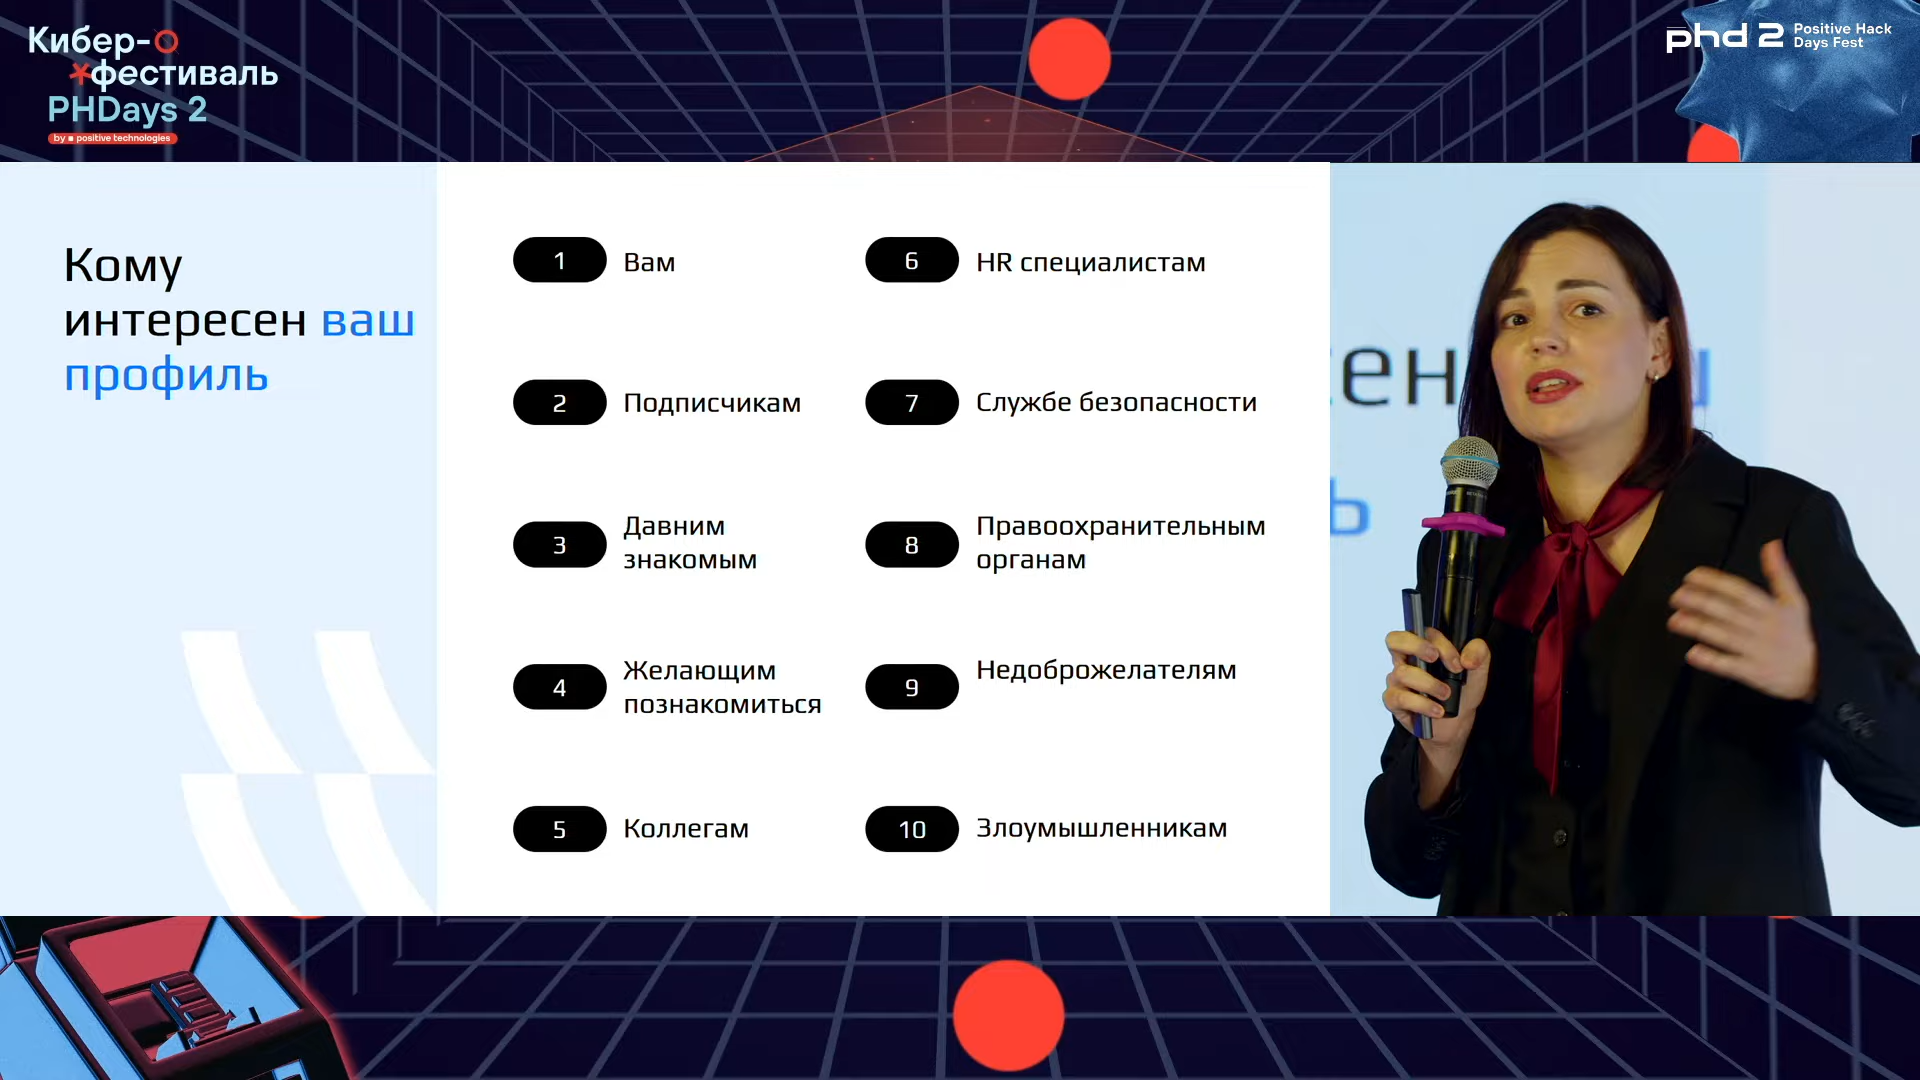 Кибер-
фестиваль
PHDays 2
by positive technologies
phd 2 Positive Hack
Days Fest
Кому
интересен ваш
профиль
1 Вам
2 Подписчикам
3 Давним
знакомым
4 Желающим
познакомиться
5 Коллегам
6 HR специалистам
7 Службе безопасности
8 Правоохранительным
органам
9 Недоброжелателям
10 Злоумышленникам
ен
ь